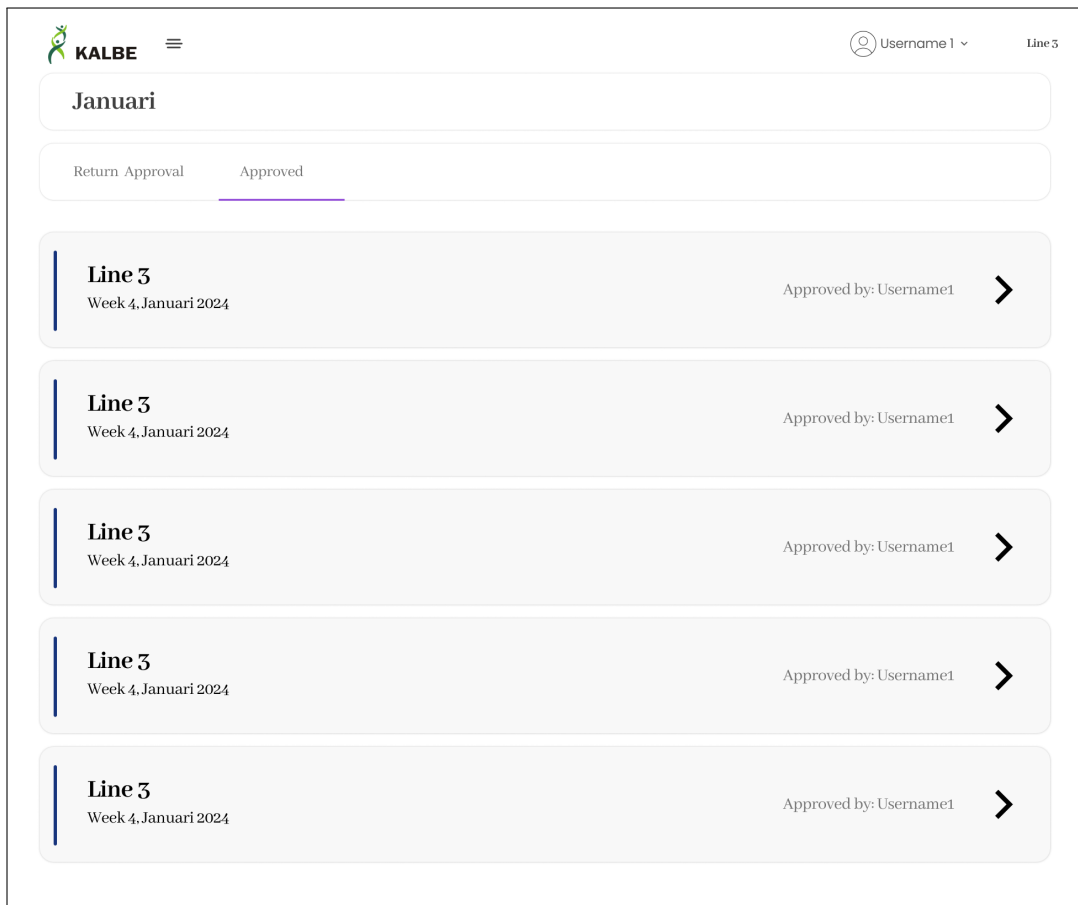 KALBE
Username 1
Line 3
Januari
Return Approval
Approved
Line 3
Week 4, Januari 2024
Approved by: Username1
Line 3
Week 4, Januari 2024
Approved by: Username1
Line 3
Week 4, Januari 2024
Approved by: Username1
Line 3
Week 4, Januari 2024
Approved by: Username1
Line 3
Week 4, Januari 2024
Approved by: Username1